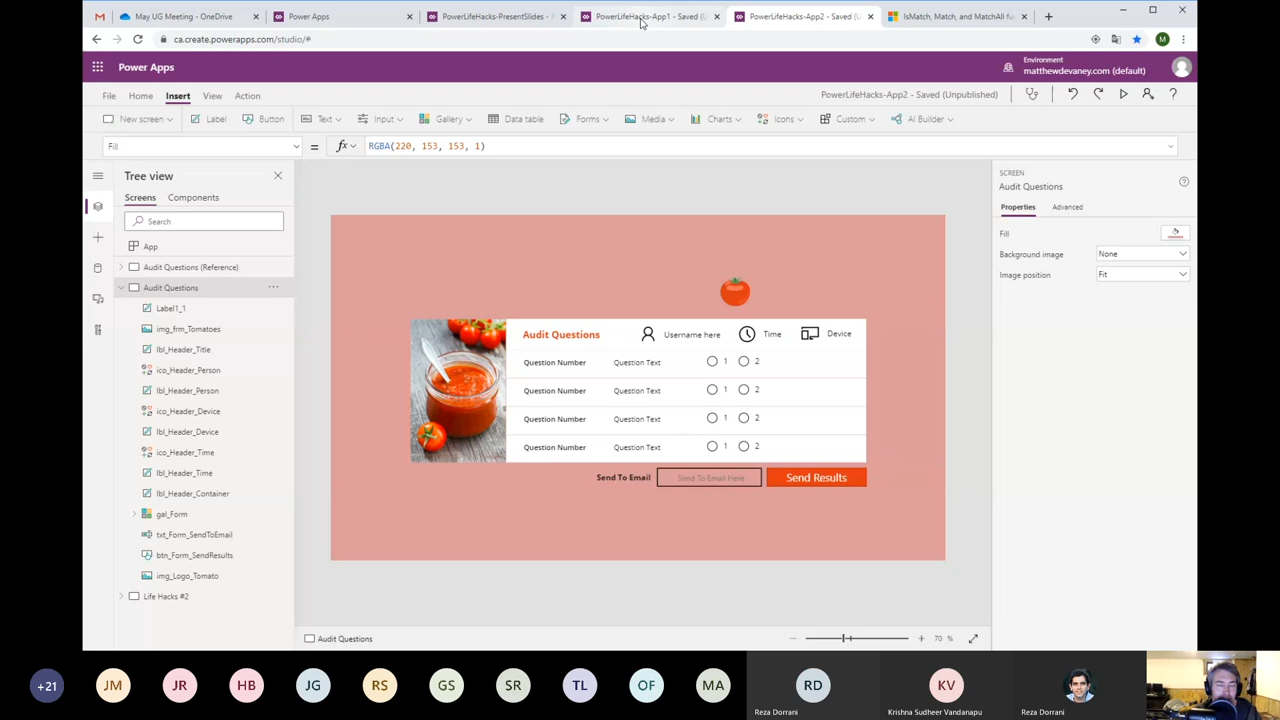 May UG Meeting - OneDrive
Power Apps
PowerLifeHacks-PresentSlides - P
PowerLifeHacks-App1 - Saved (U
PowerLifeHacks-App2 - Saved (U
IsMatch, Match, and MatchAll fu
ca.create.powerapps.com/studio/#
M
Power Apps
Environment
matthewdevaney.com (default)
File
Home
Insert
View
Action
PowerLifeHacks-App2 - Saved (Unpublished)
New screen
Label
Button
Text
Input
Gallery
Data table
Forms
Media
Charts
Icons
Custom
AI Builder
Fill
=
fx
RGBA(220, 153, 153, 1)
Tree view
Screens
Components
Search
App
Audit Questions (Reference)
Audit Questions
Label1_1
img_frm_Tomatoes
lbl_Header_Title
ico_Header_Person
lbl_Header_Person
ico_Header_Device
lbl_Header_Device
ico_Header_Time
lbl_Header_Time
lbl_Header_Container
gal_Form
txt_Form_SendToEmail
btn_Form_SendResults
img_Logo_Tomato
Life Hacks #2
Audit Questions
Username here
Time
Device
Question Number Question Text 1 2
Question Number Question Text 1 2
Question Number Question Text 1 2
Question Number Question Text 1 2
Send To Email
Send To Email Here
Send Results
SCREEN
Audit Questions
Properties
Advanced
Fill
Background image
None
Image position
Fit
Audit Questions
70 %
+21
JM
JR
HB
JG
RS
GS
SR
TL
OF
MA
RD
Reza Dorrani
KV
Krishna Sudheer Vandanapu
Reza Dorrani